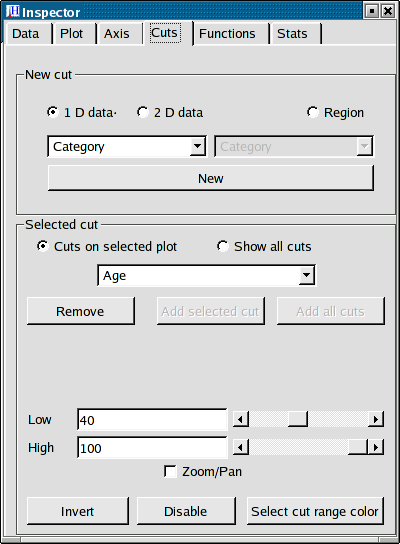 Inspector
Data Plot Axis Cuts Functions Stats
New cut
1 D data· 2 D data Region
Category Category
New
Selected cut
Cuts on selected plot Show all cuts
Age
Remove Add selected cut Add all cuts
Low 40
High 100
Zoom/Pan
Invert Disable Select cut range color